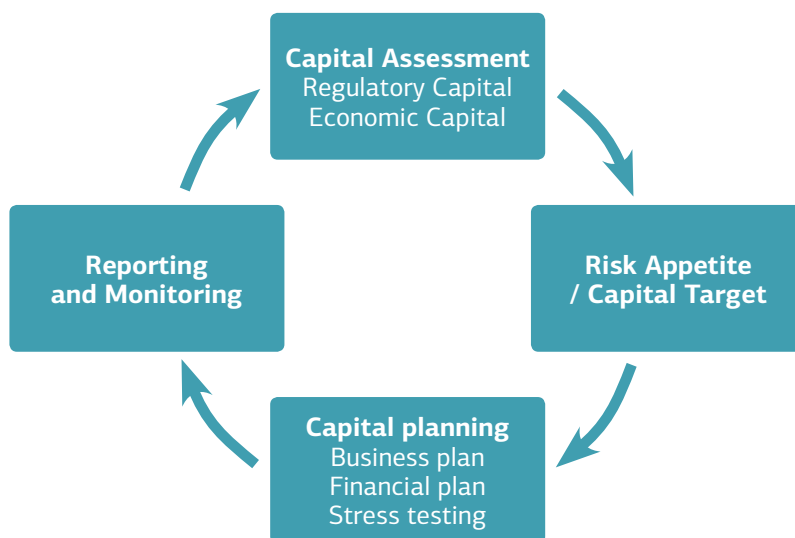 Capital Assessment
Regulatory Capital
Economic Capital
Reporting
and Monitoring
Risk Appetite
/ Capital Target
Capital planning
Business plan
Financial plan
Stress testing